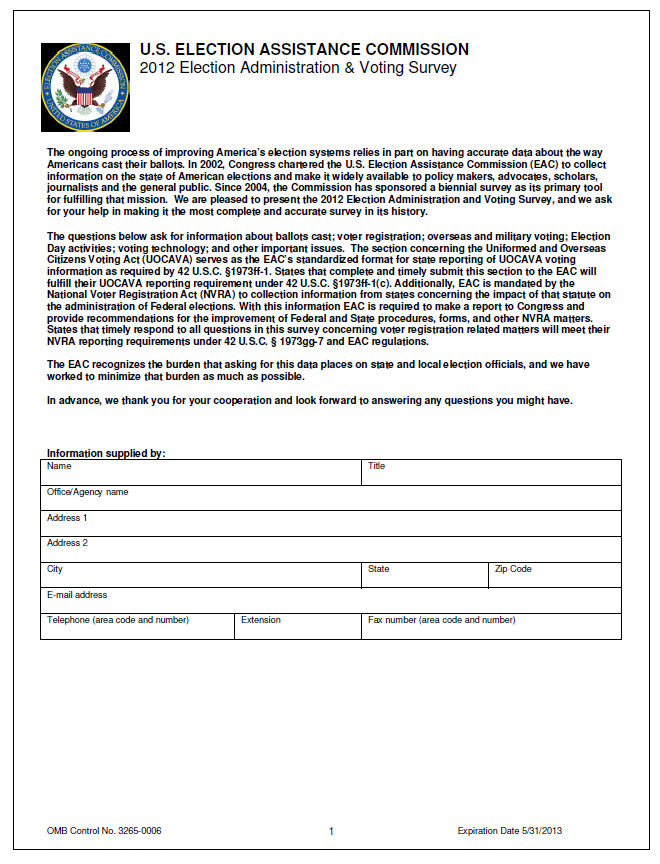 U.S. ELECTION ASSISTANCE COMMISSION
2012 Election Administration & Voting Survey
ELECTION ASSISTANCE COMMISSION
UNITED STATES OF AMERICA
The ongoing process of improving America's election systems relies in part on having accurate data about the way
Americans cast their ballots. In 2002, Congress chartered the U.S. Election Assistance Commission (EAC) to collect
information on the state of American elections and make it widely available to policy makers, advocates, scholars,
journalists and the general public. Since 2004, the Commission has sponsored a biennial survey as its primary tool
for fulfilling that mission.  We are pleased to present the 2012 Election Administration and Voting Survey, and we ask
for your help in making it the most complete and accurate survey in its history.
The questions below ask for information about ballots cast; voter registration; overseas and military voting; Election
Day activities; voting technology; and other important issues.  The section concerning the Uniformed and Overseas
Citizens Voting Act (UOCAVA) serves as the EAC's standardized format for state reporting of UOCAVA voting
information as required by 42 U.S.C. §1973ff-1. States that complete and timely submit this section to the EAC will
fulfill their UOCAVA reporting requirement under 42 U.S.C. §1973ff-1(c). Additionally, EAC is mandated by the
National Voter Registration Act (NVRA) to collection information from states concerning the impact of that statute on
the administration of Federal elections. With this information EAC is required to make a report to Congress and
provide recommendations for the improvement of Federal and State procedures, forms, and other NVRA matters.
States that timely respond to all questions in this survey concerning voter registration related matters will meet their
NVRA reporting requirements under 42 U.S.C. § 1973gg-7 and EAC regulations.
The EAC recognizes the burden that asking for this data places on state and local election officials, and we have
worked to minimize that burden as much as possible.
In advance, we thank you for your cooperation and look forward to answering any questions you might have.
Information supplied by:
Name Title
Office/Agency name
Address 1
Address 2
City State Zip Code
E-mail address
Telephone (area code and number) Extension Fax number (area code and number)
OMB Control No. 3265-0006 1 Expiration Date 5/31/2013